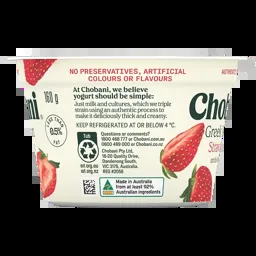 NO PRESERVATIVES, ARTIFICIAL
COLOURS OR FLAVOURS
At Chobani, we believe
yogurt should be simple:
Just milk and cultures, which we triple
strain using an authentic process to
make it deliciously thick and creamy.
KEEP REFRIGERATED AT OR BELOW 4°C.
Tub
Questions or comments?
1800 488 777 or Chobani.com.au
0800 489 000 or Chobani.co.nz
Chobani Pty Ltd,
18-20 Quality Drive,
Dandenong South,
VIC 3175, Australia.
Made in Australia
from at least 92%
Australian ingredients
160 g
LESS THAN
0.5%
FAT
Chob
Greek